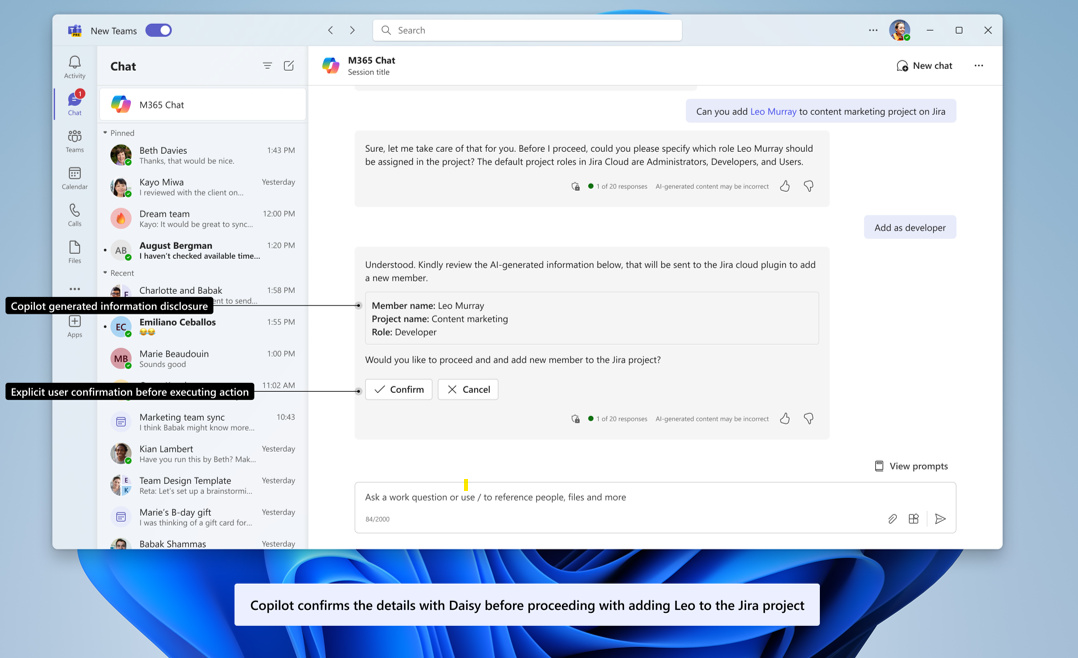 New Teams
Search
Activity
1
Chat
Teams
Calendar
Calls
Files
Apps
Chat
M365 Chat
Pinned
Beth Davies 1:43 PM
Thanks, that would be nice.
Kayo Miwa Yesterday
I reviewed with the client on...
Dream team 12:00 PM
Kayo: It would be great to sync...
AB August Bergman 1:20 PM
I haven't checked available time...
Recent
Charlotte and Babak 1:58 PM
ent to send...
Copilot generated information disclosure
EC Emiliano Ceballos 1:55 PM
MB Marie Beaudouin 1:00 PM
Sounds good
11:02 AM
Explicit user confirmation before executing action
Marketing team sync 10:43
I think Babak might know more...
Kian Lambert Yesterday
Have you run this by Beth? Mak...
E
K
Team Design Template Yesterday
Reta: Let's set up a brainstormi...
Marie's B-day gift Yesterday
I was thinking of a gift card for...
Babak Shammas Yesterday
M365 Chat
Session title
New chat
Can you add Leo Murray to content marketing project on Jira
Sure, let me take care of that for you. Before I proceed, could you please specify which role Leo Murray should
be assigned in the project? The default project roles in Jira Cloud are Administrators, Developers, and Users.
1 of 20 responses AI-generated content may be incorrect
Add as developer
Understood. Kindly review the AI-generated information below, that will be sent to the Jira cloud plugin to add
a new member.
Member name: Leo Murray
Project name: Content marketing
Role: Developer
Would you like to proceed and and add new member to the Jira project?
Confirm Cancel
1 of 20 responses AI-generated content may be incorrect
View prompts
Ask a work question or use / to reference people, files and more
84/2000
Copilot confirms the details with Daisy before proceeding with adding Leo to the Jira project